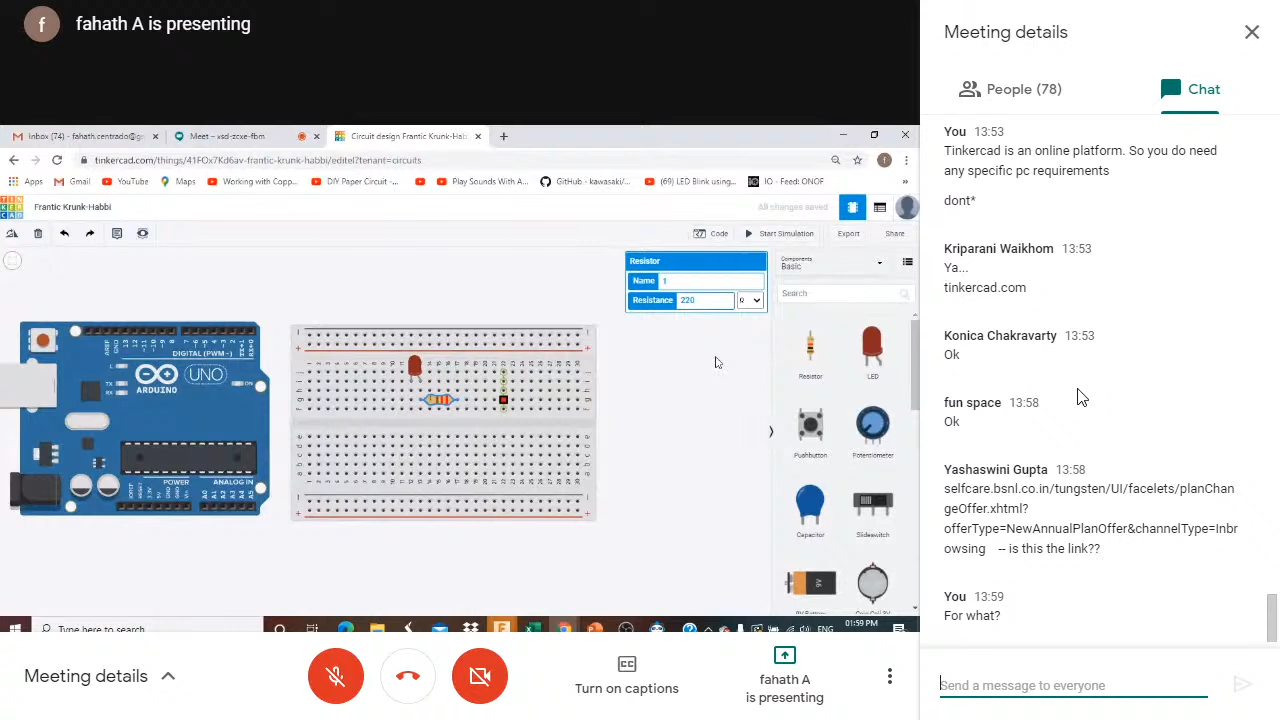 f
fahath A is presenting
Meeting details
People (78)
Chat
Inbox (74) - fahath.centrado@gr
Meet – xsd-zcxe-fbm
Circuit design Frantic Krunk-Hab
tinkercad.com/things/41FOx7Kd6av-frantic-krunk-habbi/editel?tenant=circuits
Apps
Gmail
YouTube
Maps
Working with Copp...
DIY Paper Circuit -...
Play Sounds With A...
GitHub - kawasaki/...
(69) LED Blink using...
IO - Feed: ONOF
Frantic Krunk-Habbi
All changes saved
Code
Start Simulation
Export
Share
Resistor
Name 1
Resistance 220 Ω
Components
Basic
Search
Resistor
LED
Pushbutton
Potentiometer
Capacitor
Slideswitch
9V
DIGITAL (PWM~)
UNO
ARDUINO
ON
POWER
ANALOG IN
Type here to search
ENG
01:59 PM
You 13:53
Tinkercad is an online platform. So you do need
any specific pc requirements
dont*
Kriparani Waikhom 13:53
Ya...
tinkercad.com
Konica Chakravarty 13:53
Ok
fun space 13:58
Ok
Yashaswini Gupta 13:58
selfcare.bsnl.co.in/tungsten/UI/facelets/planChan
geOffer.xhtml?
offerType=NewAnnualPlanOffer&channelType=Inbr
owsing -- is this the link??
You 13:59
For what?
Send a message to everyone
Meeting details
Turn on captions
fahath A
is presenting